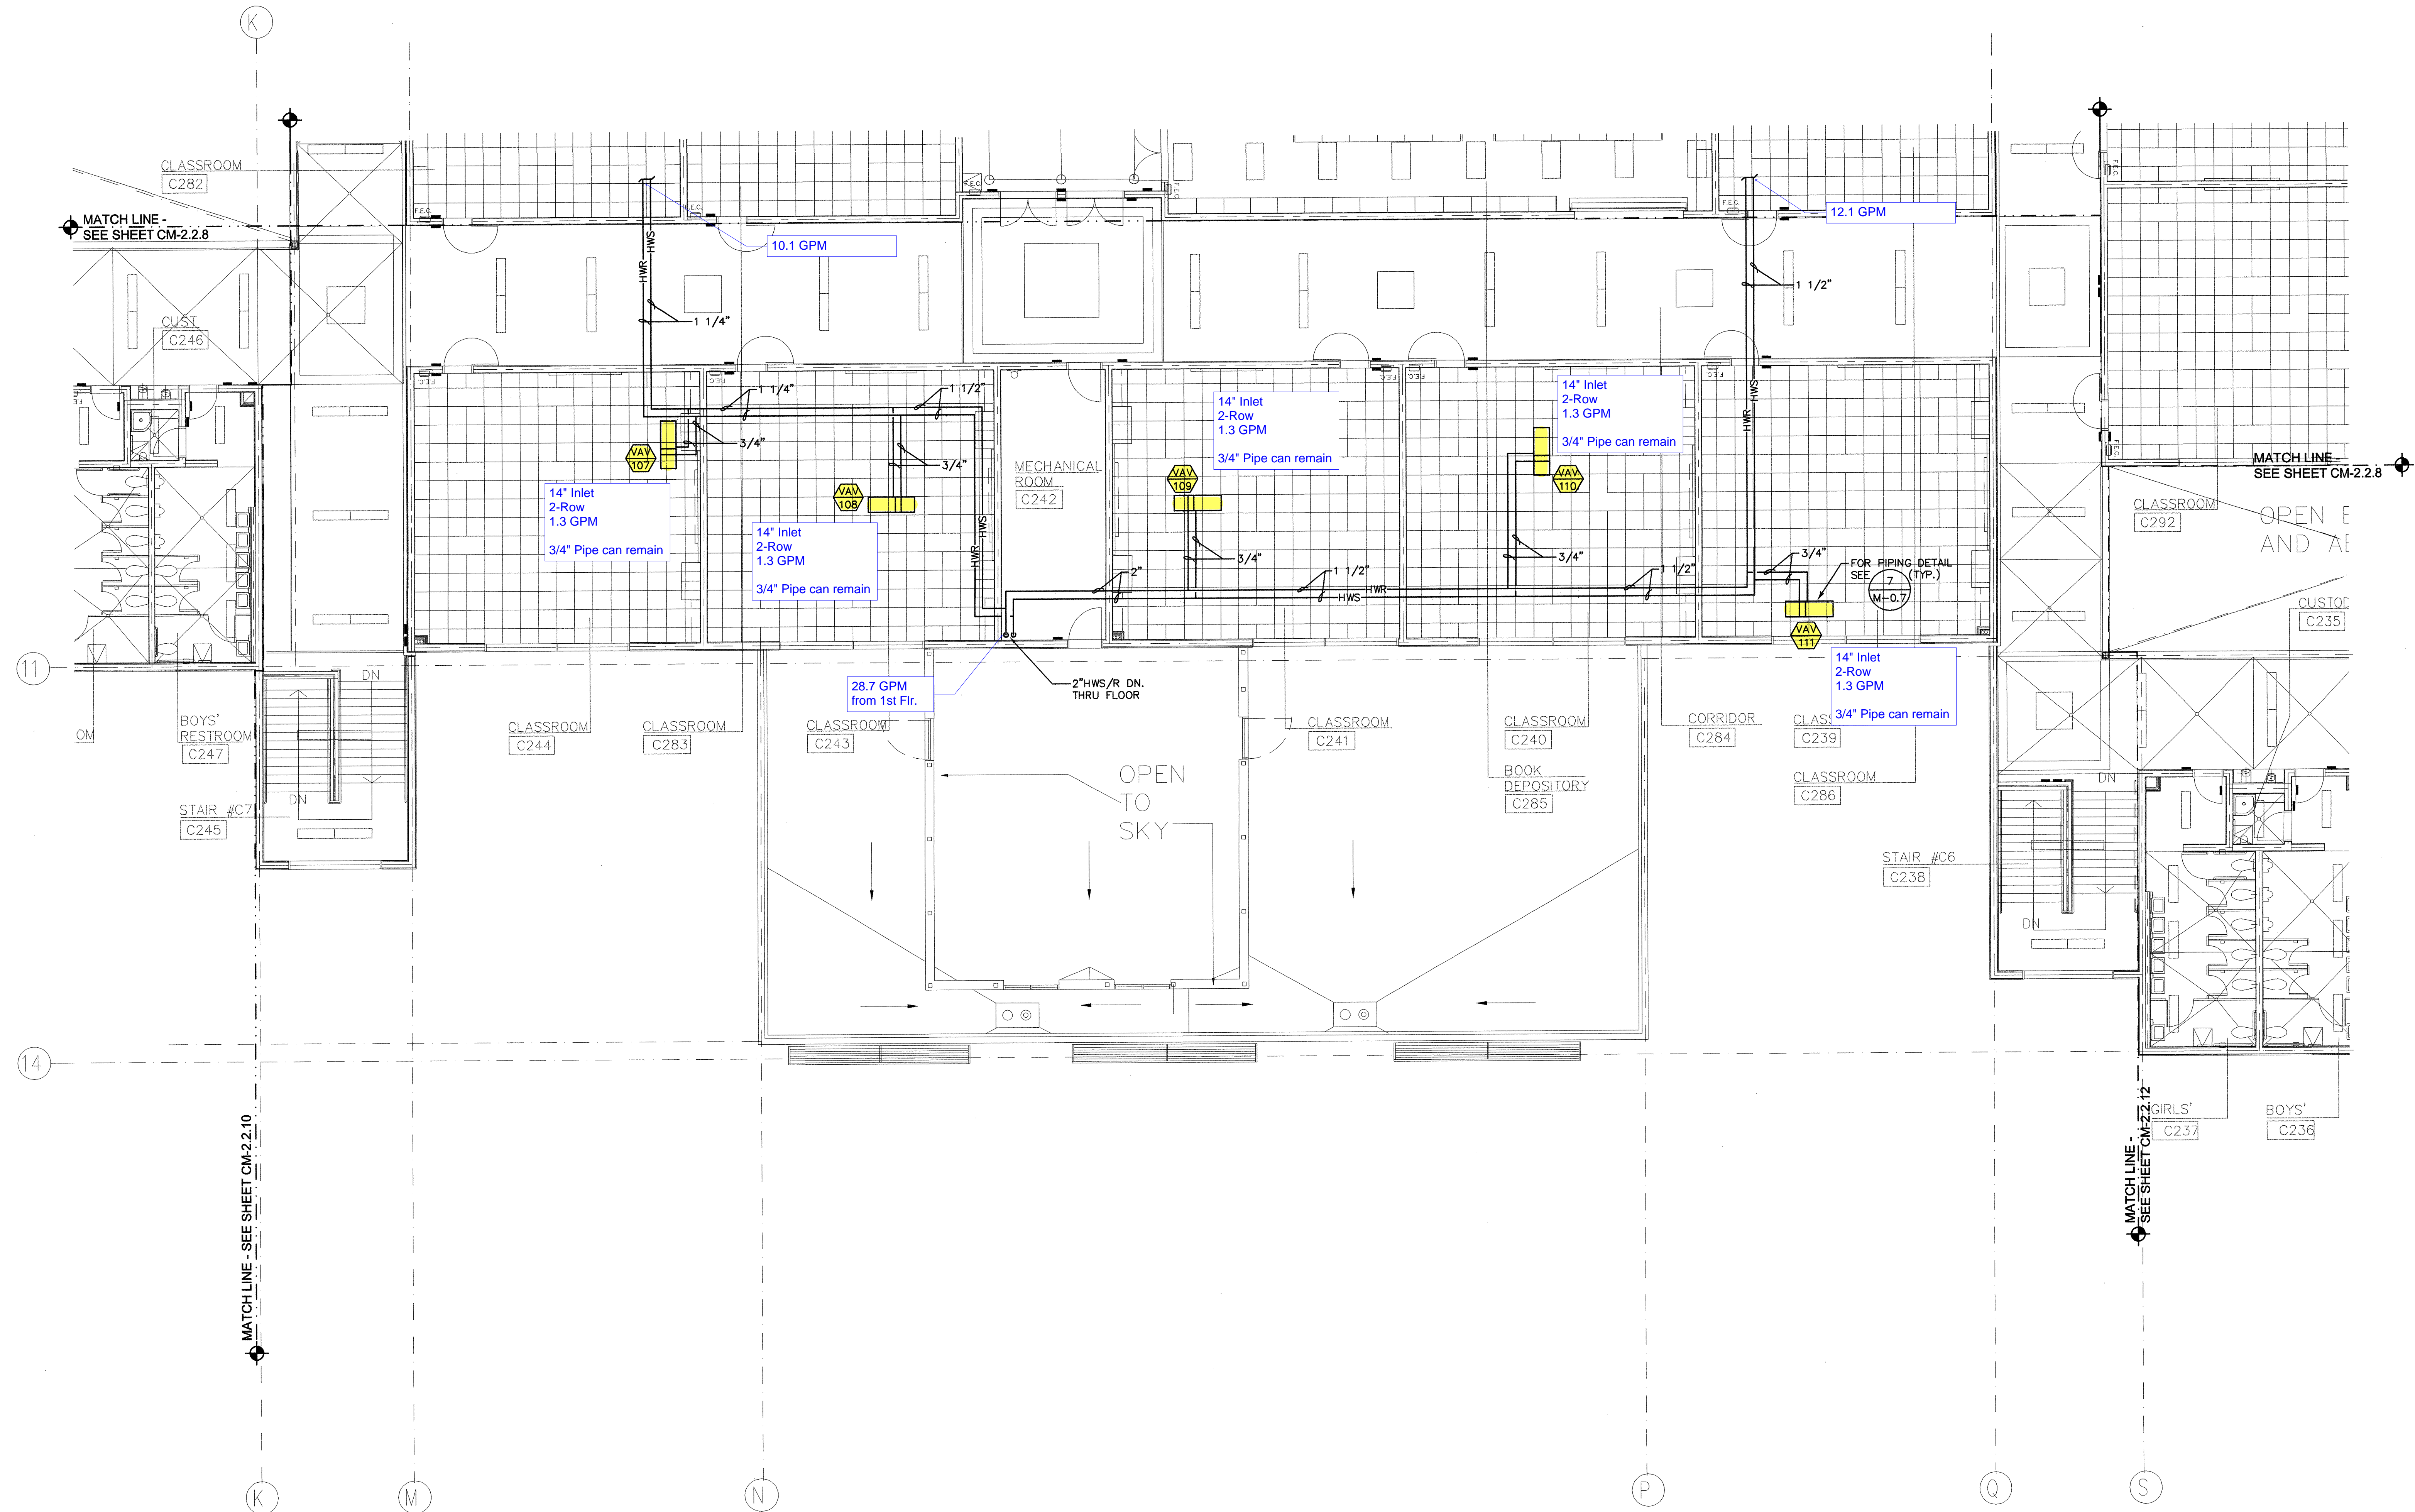 K
CLASSROOM
C282
MATCH LINE -
SEE SHEET CM-2.2.8
F.E.C.
F.E.C.
F.E.C.
F.E.C.
F.E.C.
F.E.C.
12.1 GPM
10.1 GPM
HWR
HWS
1 1/4"
1 1/2"
CUST.
C246
F.E.C.
F.E.C.
F.E.C.
F.E.C.
F.E.C.
1 1/4"
1 1/2"
3/4"
3/4"
VAV
107
VAV
108
14" Inlet
2-Row
1.3 GPM
3/4" Pipe can remain
14" Inlet
2-Row
1.3 GPM
3/4" Pipe can remain
MECHANICAL
ROOM
C242
HWR
HWS
14" Inlet
2-Row
1.3 GPM
3/4" Pipe can remain
VAV
109
3/4"
14" Inlet
2-Row
1.3 GPM
3/4" Pipe can remain
VAV
110
3/4"
HWR
HWS
2"
1 1/2"
HWR
HWS
1 1/2"
3/4"
FOR PIPING DETAIL
SEE (TYP.)
7
M-0.7
VAV
111
14" Inlet
2-Row
1.3 GPM
3/4" Pipe can remain
MATCH LINE -
SEE SHEET CM-2.2.8
F.E.C.
CLASSROOM
C292
OPEN
AND
C235
11
DN
DN
OM
BOYS'
RESTROOM
C247
STAIR #C7
C245
28.7 GPM
from 1st Flr.
2"HWS/R DN.
THRU FLOOR
CLASSROOM
C244
CLASSROOM
C283
CLASSROOM
C243
CLASSROOM
C241
CLASSROOM
C240
CORRIDOR
C284
C239
BOOK
DEPOSITORY
C285
CLASSROOM
C286
OPEN
TO
SKY
STAIR #C6
C238
DN
DN
14
GIRLS'
C237
BOYS'
C236
MATCH LINE - SEE SHEET CM-2.2.10
MATCH LINE -
SEE SHEET CM-2.2.12
K
M
N
P
Q
S